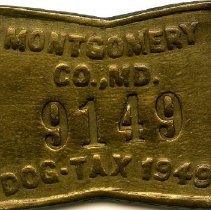 MONTGOMERY
CO., MD.
9149
DOG-TAX 1949